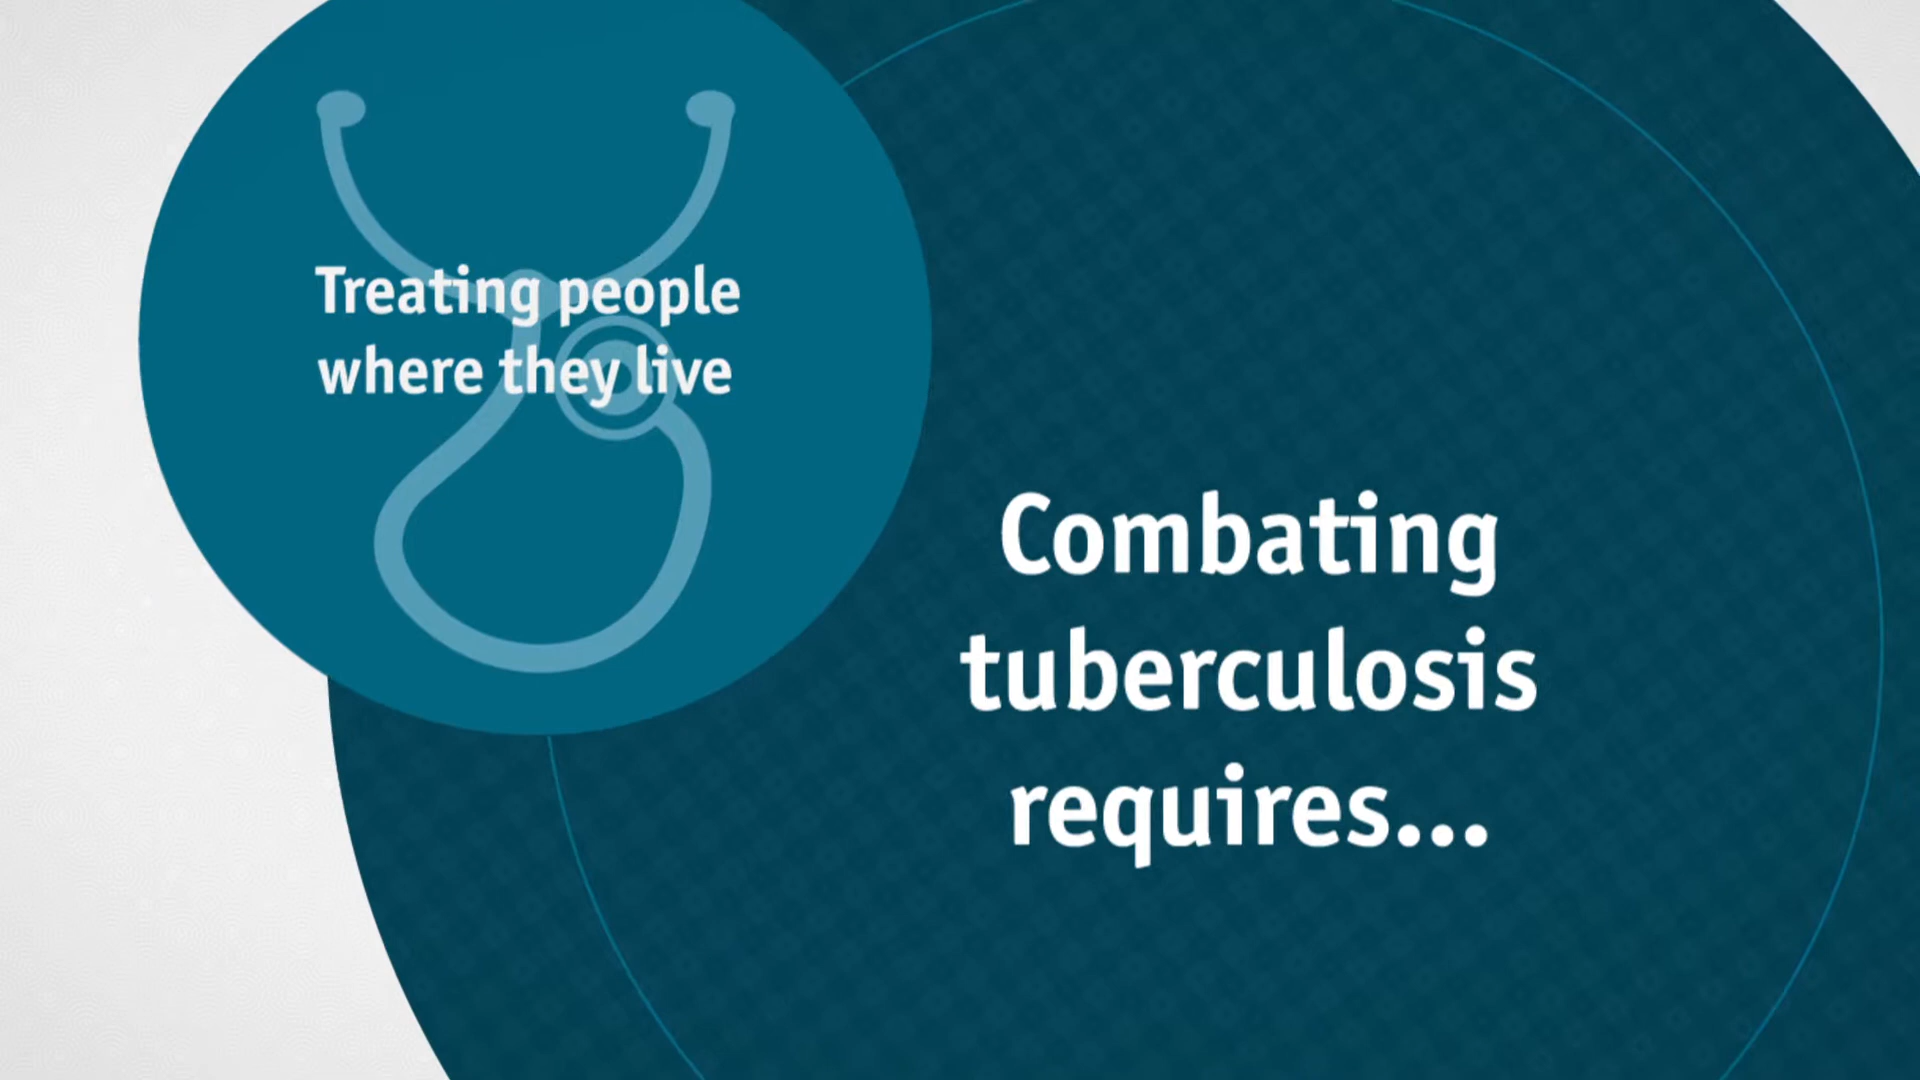 Treating people
where they live
Combating
tuberculosis
requires...